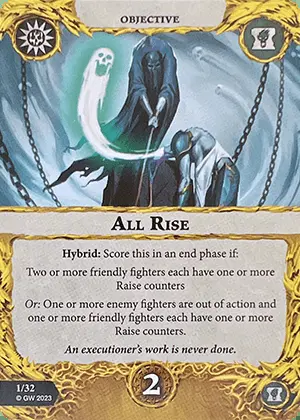 OBJECTIVE
ALL RISE
Hybrid: Score this in an end phase if:
Two or more friendly fighters each have one or more
Raise counters
Or: One or more enemy fighters are out of action and
one or more friendly fighters each have one or more
Raise counters.
An executioner's work is never done.
1/32
© GW 2023
2